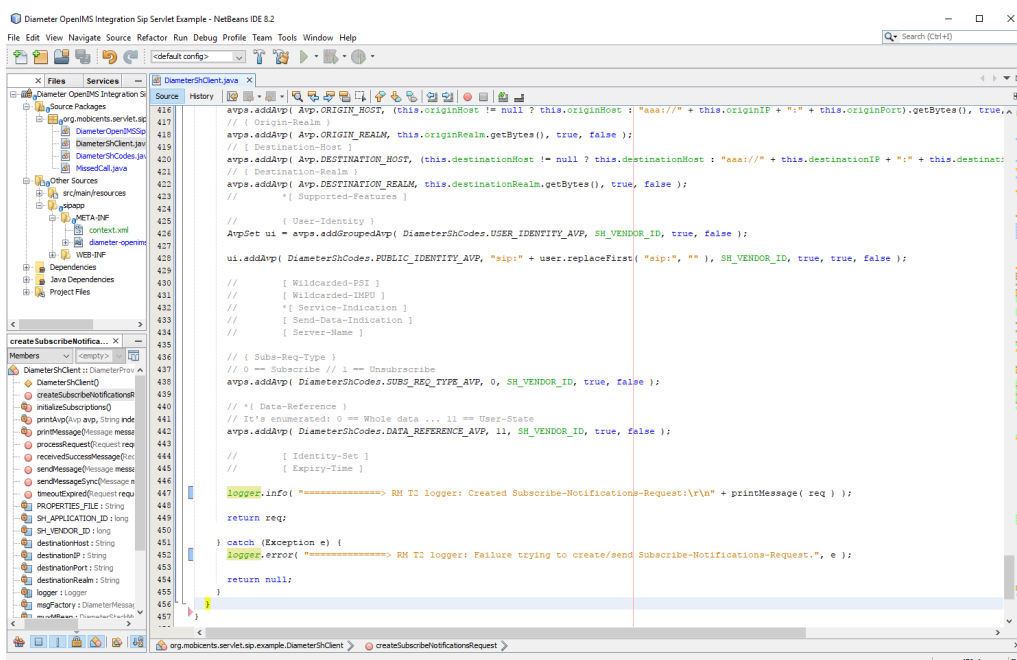 Diameter OpenIMS Integration Sip Servlet Example - NetBeans IDE 8.2
File Edit View Navigate Source Refactor Run Debug Profile Team Tools Window Help
Search (Ctrl+I)
<default config>
Files Services
DiameterShClient.java
Diameter OpenIMS Integration Si
Source Packages
org.mobicents.servlet.sip
DiameterOpenIMSSip
DiameterShClient.jav
DiameterShCodes.jav
MissedCall.java
Other Sources
src/main/resources
sipapp
META-INF
context.xml
diameter-openims
WEB-INF
Dependencies
Java Dependencies
Project Files
createSubscribeNotifica...
Members <empty>
DiameterShClient :: DiameterProv
DiameterShClient()
createSubscribeNotificationsR
initializeSubscriptions()
printAvp(Avp avp, String inde
printMessage(Message messa
processRequest(Request requ
receivedSuccessMessage(Rec
sendMessage(Message messa
sendMessageSync(Message m
timeoutExpired(Request requ
PROPERTIES_FILE : String
SH_APPLICATION_ID : long
SH_VENDOR_ID : long
destinationHost : String
destinationIP : String
destinationPort : String
destinationRealm : String
logger : Logger
msgFactory : DiameterMessag
muxMBean : DiameterStackMu
Source History
416 avps.addAvp( Avp.ORIGIN_HOST, (this.originHost != null ? this.originHost : "aaa://" + this.originIP + ":" + this.originPort).getBytes(), true,
417 // { Origin-Realm }
418 avps.addAvp( Avp.ORIGIN_REALM, this.originRealm.getBytes(), true, false );
419 // [ Destination-Host ]
420 avps.addAvp( Avp.DESTINATION_HOST, (this.destinationHost != null ? this.destinationHost : "aaa://" + this.destinationIP + ":" + this.destinati
421 // { Destination-Realm }
422 avps.addAvp( Avp.DESTINATION_REALM, this.destinationRealm.getBytes(), true, false );
423 // *[ Supported-Features ]
424
425 // { User-Identity }
426 AvpSet ui = avps.addGroupedAvp( DiameterShCodes.USER_IDENTITY_AVP, SH_VENDOR_ID, true, false );
427
428 ui.addAvp( DiameterShCodes.PUBLIC_IDENTITY_AVP, "sip:" + user.replaceFirst( "sip:", "" ), SH_VENDOR_ID, true, true, false );
429
430 // [ Wildcarded-PSI ]
431 // [ Wildcarded-IMPU ]
432 // *[ Service-Indication ]
433 // [ Send-Data-Indication ]
434 // [ Server-Name ]
435
436 // { Subs-Req-Type }
437 // 0 == Subscribe // 1 == Unsubrscribe
438 avps.addAvp( DiameterShCodes.SUBS_REQ_TYPE_AVP, 0, SH_VENDOR_ID, true, false );
439
440 // *{ Data-Reference }
441 // It's enumerated: 0 == Whole data ... 11 == User-State
442 avps.addAvp( DiameterShCodes.DATA_REFERENCE_AVP, 11, SH_VENDOR_ID, true, false );
443
444 // [ Identity-Set ]
445 // [ Expiry-Time ]
446
447 logger.info( "==============> RM T2 logger: Created Subscribe-Notifications-Request:\r\n" + printMessage( req ) );
448
449 return req;
450
451 } catch (Exception e) {
452 logger.error( "==============> RM T2 logger: Failure trying to create/send Subscribe-Notifications-Request.", e );
453
454 return null;
455 }
456 }
457 }
org.mobicents.servlet.sip.example.DiameterShClient createSubscribeNotificationsRequest